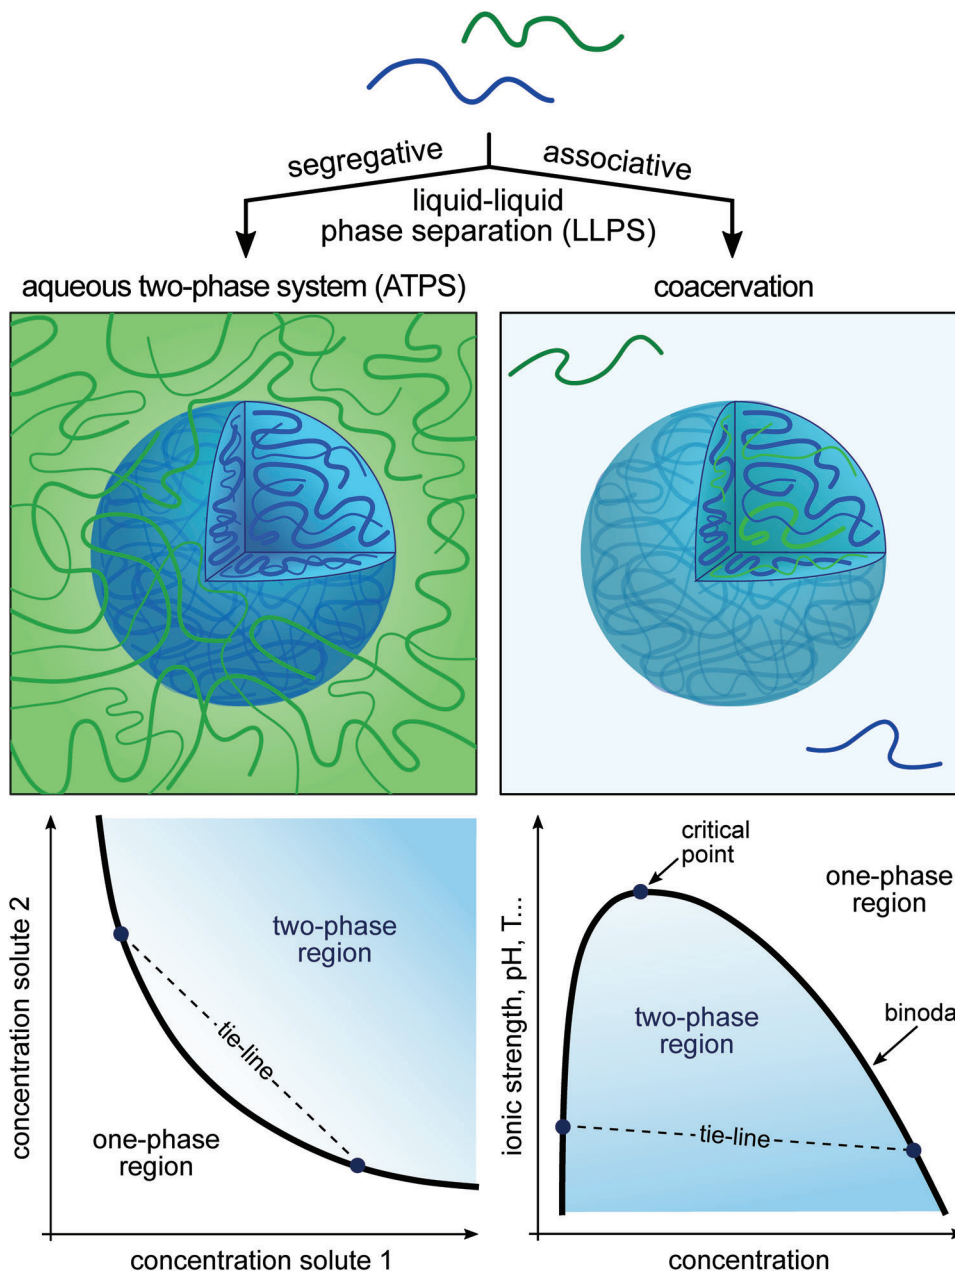 segregative
associative
liquid-liquid
phase separation (LLPS)
aqueous two-phase system (ATPS)
coacervation
concentration solute 2
two-phase
region
tie-line
one-phase
region
concentration solute 1
ionic strength, pH, T...
critical
point
one-phase
region
two-phase
region
binoda
tie-line
concentration